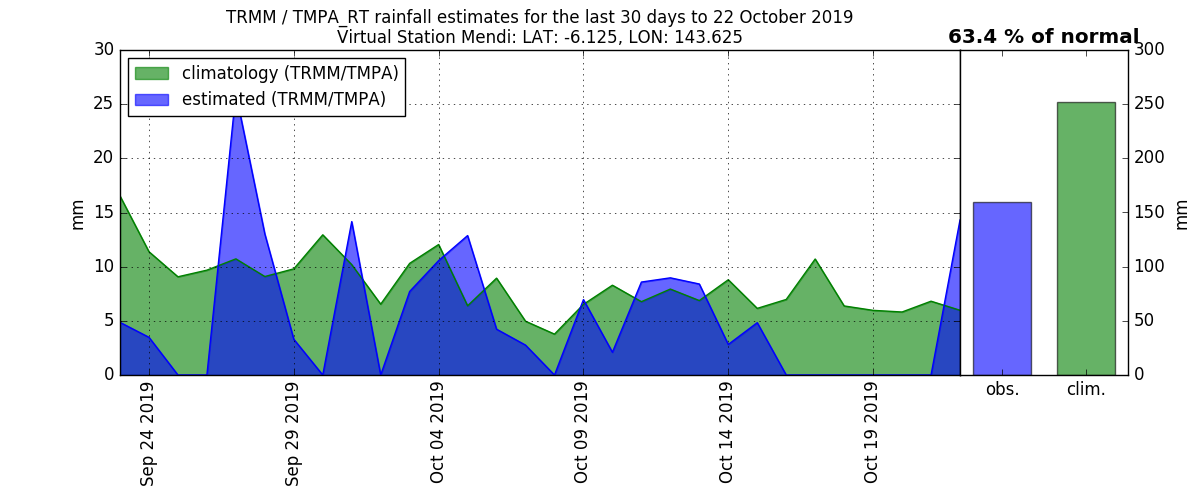 TRMM / TMPA_RT rainfall estimates for the last 30 days to 22 October 2019
Virtual Station Mendi: LAT: -6.125, LON: 143.625
63.4 % of normal
climatology (TRMM/TMPA)
estimated (TRMM/TMPA)
30
25
20
15
10
5
0
mm
Sep 24 2019
Sep 29 2019
Oct 04 2019
Oct 09 2019
Oct 14 2019
Oct 19 2019
obs.
clim.
300
250
200
150
100
50
0
mm